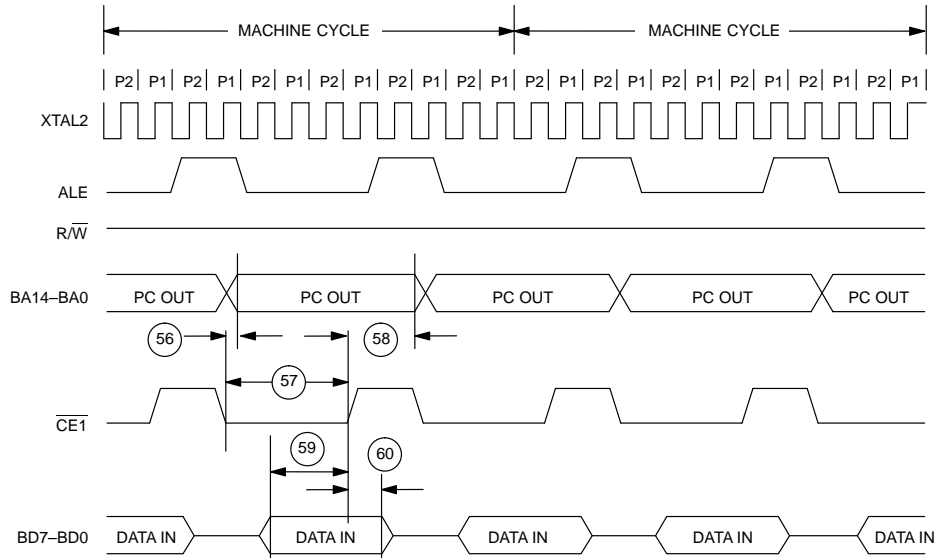 MACHINE CYCLE MACHINE CYCLE
P2 P1 P2 P1 P2 P1 P2 P1 P2 P1 P2 P1 P2 P1 P2 P1 P2 P1 P2 P1 P2 P1 P2 P1
XTAL2
ALE
R/W
BA14–BA0 PC OUT PC OUT PC OUT PC OUT PC OUT
56 58
57
CE1
59 60
BD7–BD0 DATA IN DATA IN DATA IN DATA IN DATA IN